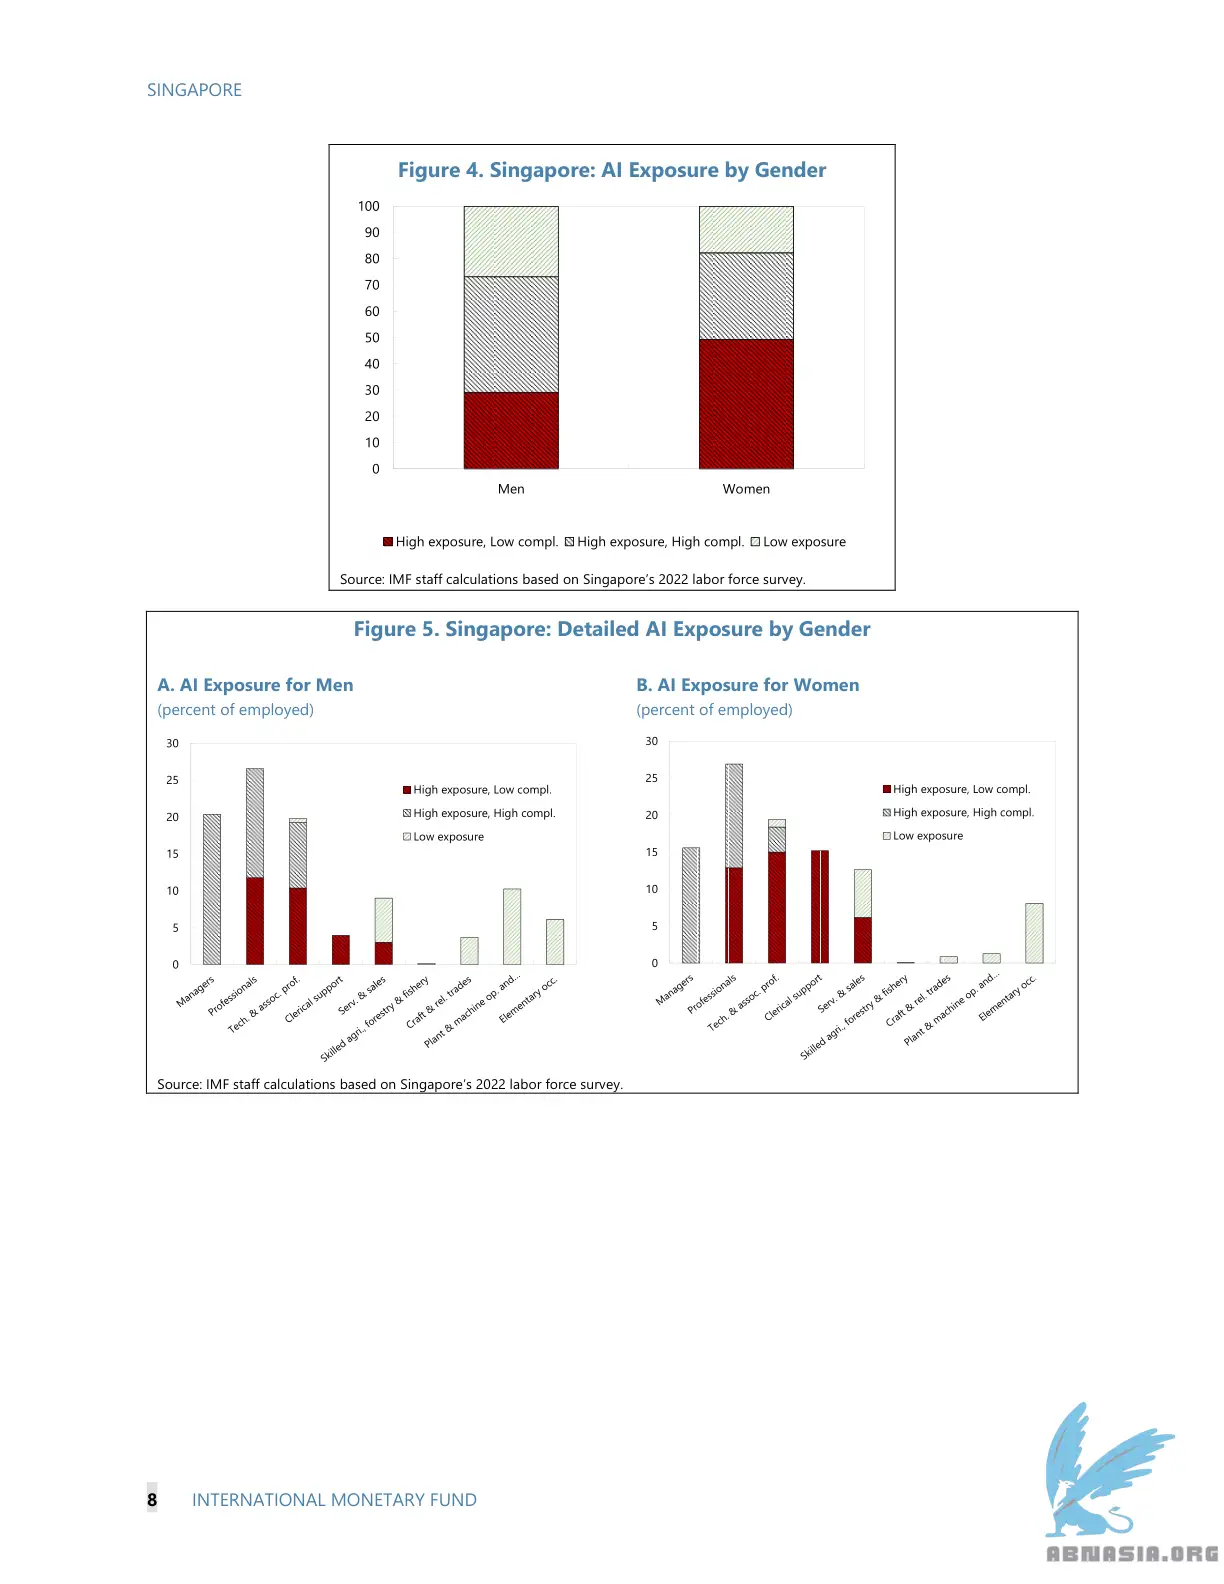 SINGAPORE
Figure 4. Singapore: AI Exposure by Gender
100
90
80
70
60
50
40
30
20
10
0
Men Women
High exposure, Low compl. High exposure, High compl. Low exposure
Source: IMF staff calculations based on Singapore's 2022 labor force survey.
Figure 5. Singapore: Detailed AI Exposure by Gender
A. AI Exposure for Men
(percent of employed)
30
25
20
15
10
5
0
High exposure, Low compl.
High exposure, High compl.
Low exposure
Managers
Professionals
Tech. & assoc. prof.
Clerical support
Serv. & sales
Skilled agri., forestry & fishery
Craft & rel. trades
Plant & machine op. and...
Elementary occ.
B. AI Exposure for Women
(percent of employed)
30
25
20
15
10
5
0
High exposure, Low compl.
High exposure, High compl.
Low exposure
Managers
Professionals
Tech. & assoc. prof.
Clerical support
Serv. & sales
Skilled agri., forestry & fishery
Craft & rel. trades
Plant & machine op. and...
Elementary occ.
Source: IMF staff calculations based on Singapore's 2022 labor force survey.
8 INTERNATIONAL MONETARY FUND
ABNASIA.ORG